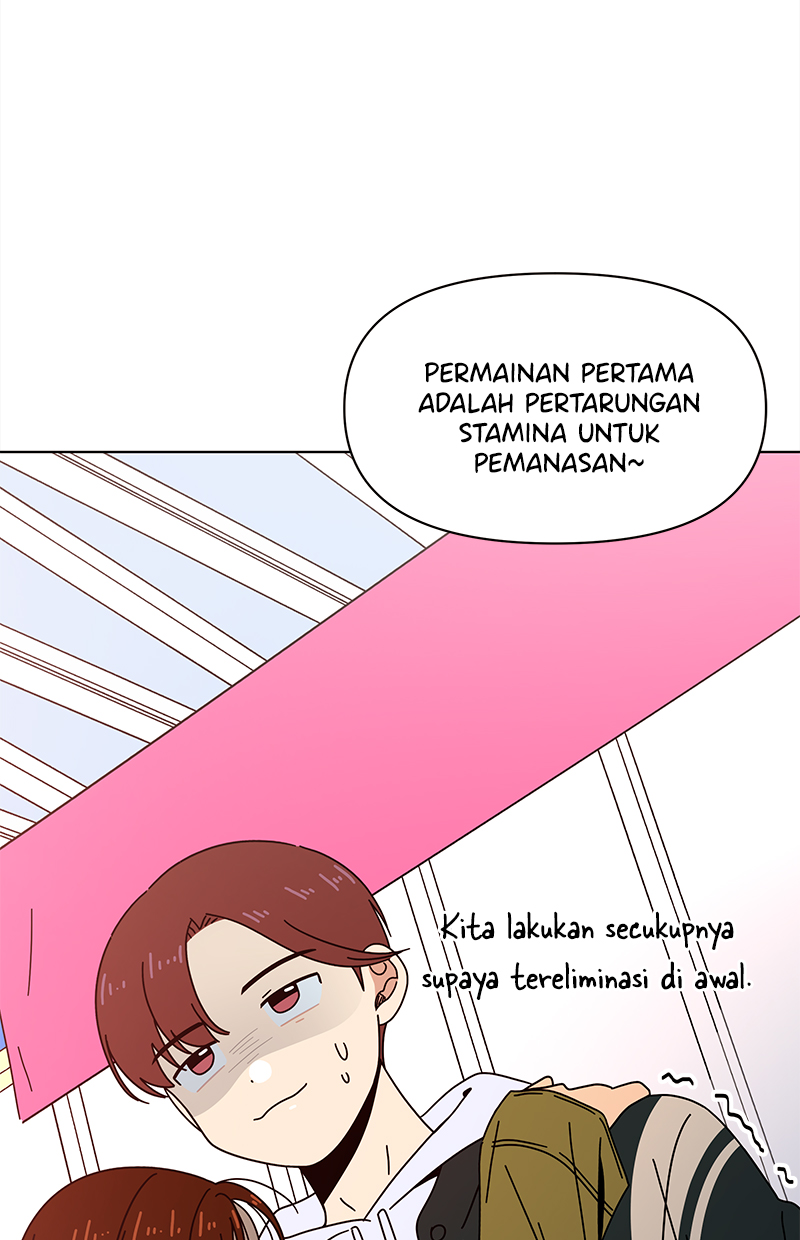 PERMAINAN PERTAMA
ADALAH PERTARUNGAN
STAMINA UNTUK
PEMANASAN~
Kita lakukan secukupnya
supaya tereliminasi di awal.